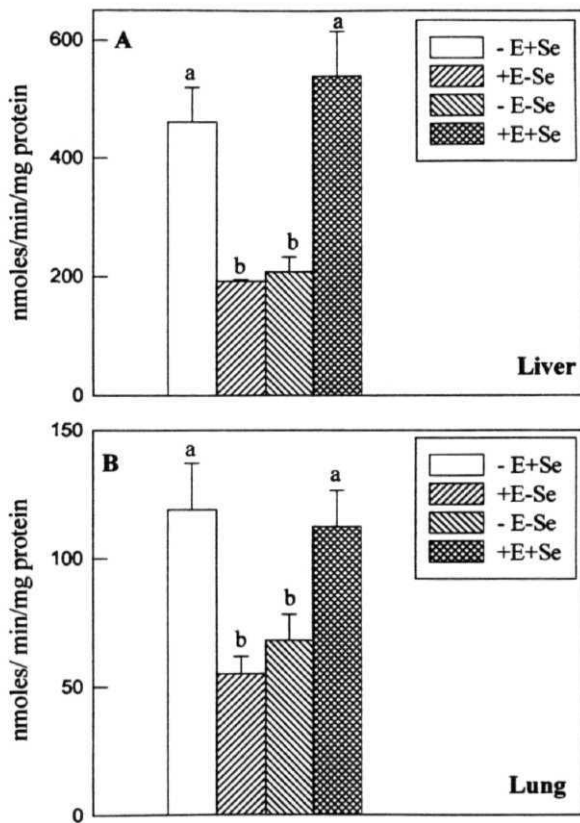 A
600
400
200
0
nmoles/min/mg protein
a
b
b
a
- E+Se
+E-Se
- E-Se
+E+Se
Liver
B
150
100
50
0
nmoles/ min/mg protein
a
b
b
a
- E+Se
+E-Se
- E-Se
+E+Se
Lung